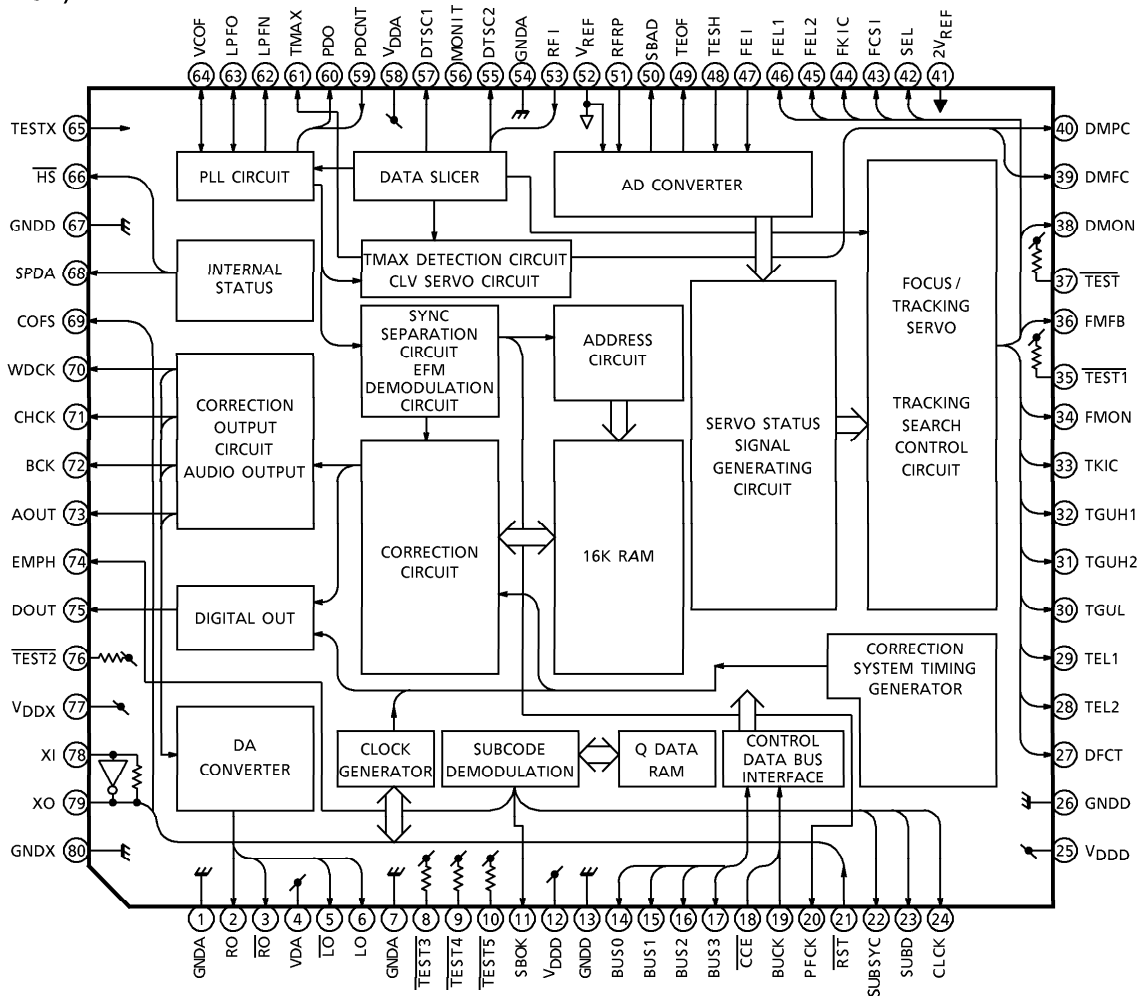 VCOF
LPFO
LPFN
TMAX
PDO
PDCNT
VDDA
DTSC1
MONIT
DTSC2
GNDA
RFI
VREF
RFRP
SBAD
TEOF
TESH
FEI
FEL1
FEL2
FKIC
FCSI
SEL
2VREF
64 63 62 61 60 59 58 57 56 55 54 53 52 51 50 49 48 47 46 45 44 43 42 41
TESTX 65
HS 66
GNDD 67
SPDA 68
COFS 69
WDCK 70
CHCK 71
BCK 72
AOUT 73
EMPH 74
DOUT 75
TEST2 76
VDDX 77
XI 78
XO 79
GNDX 80
PLL CIRCUIT
DATA SLICER
AD CONVERTER
INTERNAL
STATUS
TMAX DETECTION CIRCUIT
CLV SERVO CIRCUIT
SYNC
SEPARATION
CIRCUIT
EFM
DEMODULATION
CIRCUIT
ADDRESS
CIRCUIT
FOCUS /
TRACKING
SERVO
TRACKING
SEARCH
CONTROL
CIRCUIT
SERVO STATUS
SIGNAL
GENERATING
CIRCUIT
CORRECTION
OUTPUT
CIRCUIT
AUDIO OUTPUT
CORRECTION
CIRCUIT
16K RAM
DIGITAL OUT
CORRECTION
SYSTEM TIMING
GENERATOR
DA
CONVERTER
CLOCK
GENERATOR
SUBCODE
DEMODULATION
Q DATA
RAM
CONTROL
DATA BUS
INTERFACE
40 DMPC
39 DMFC
38 DMON
37 TEST
36 FMFB
35 TEST1
34 FMON
33 TKIC
32 TGUH1
31 TGUH2
30 TGUL
29 TEL1
28 TEL2
27 DFCT
26 GNDD
25 VDDD
1 2 3 4 5 6 7 8 9 10 11 12 13 14 15 16 17 18 19 20 21 22 23 24
GNDA
RO
RO
VDA
LO
LO
GNDA
TEST3
TEST4
TEST5
SBOK
VDDD
GNDD
BUS0
BUS1
BUS2
BUS3
CCE
BUCK
PFCK
RST
SUBSYC
SUBD
CLCK